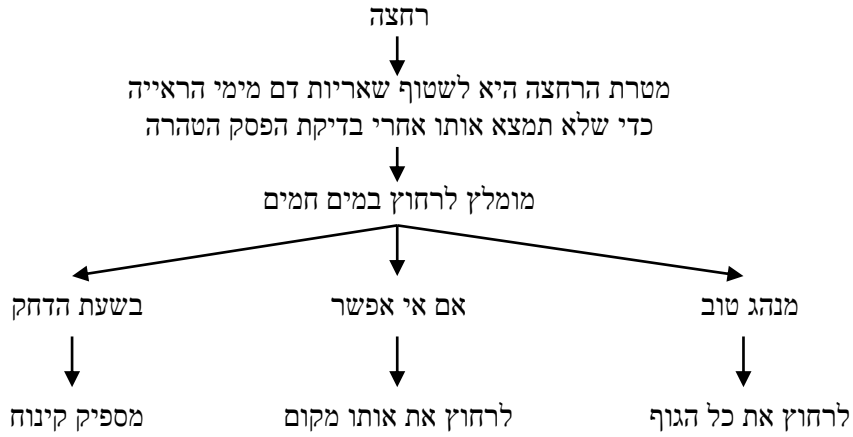 רחצה
מטרת הרחצה היא לשטוף שאריות דם מימי הראייה
כדי שלא תמצא אותו אחרי בדיקת הפסק הטהרה
מומלץ לרחוץ במים חמים
מנהג טוב
אם אי אפשר
בשעת הדחק
לרחוץ את כל הגוף
לרחוץ את אותו מקום
מספיק קינוח